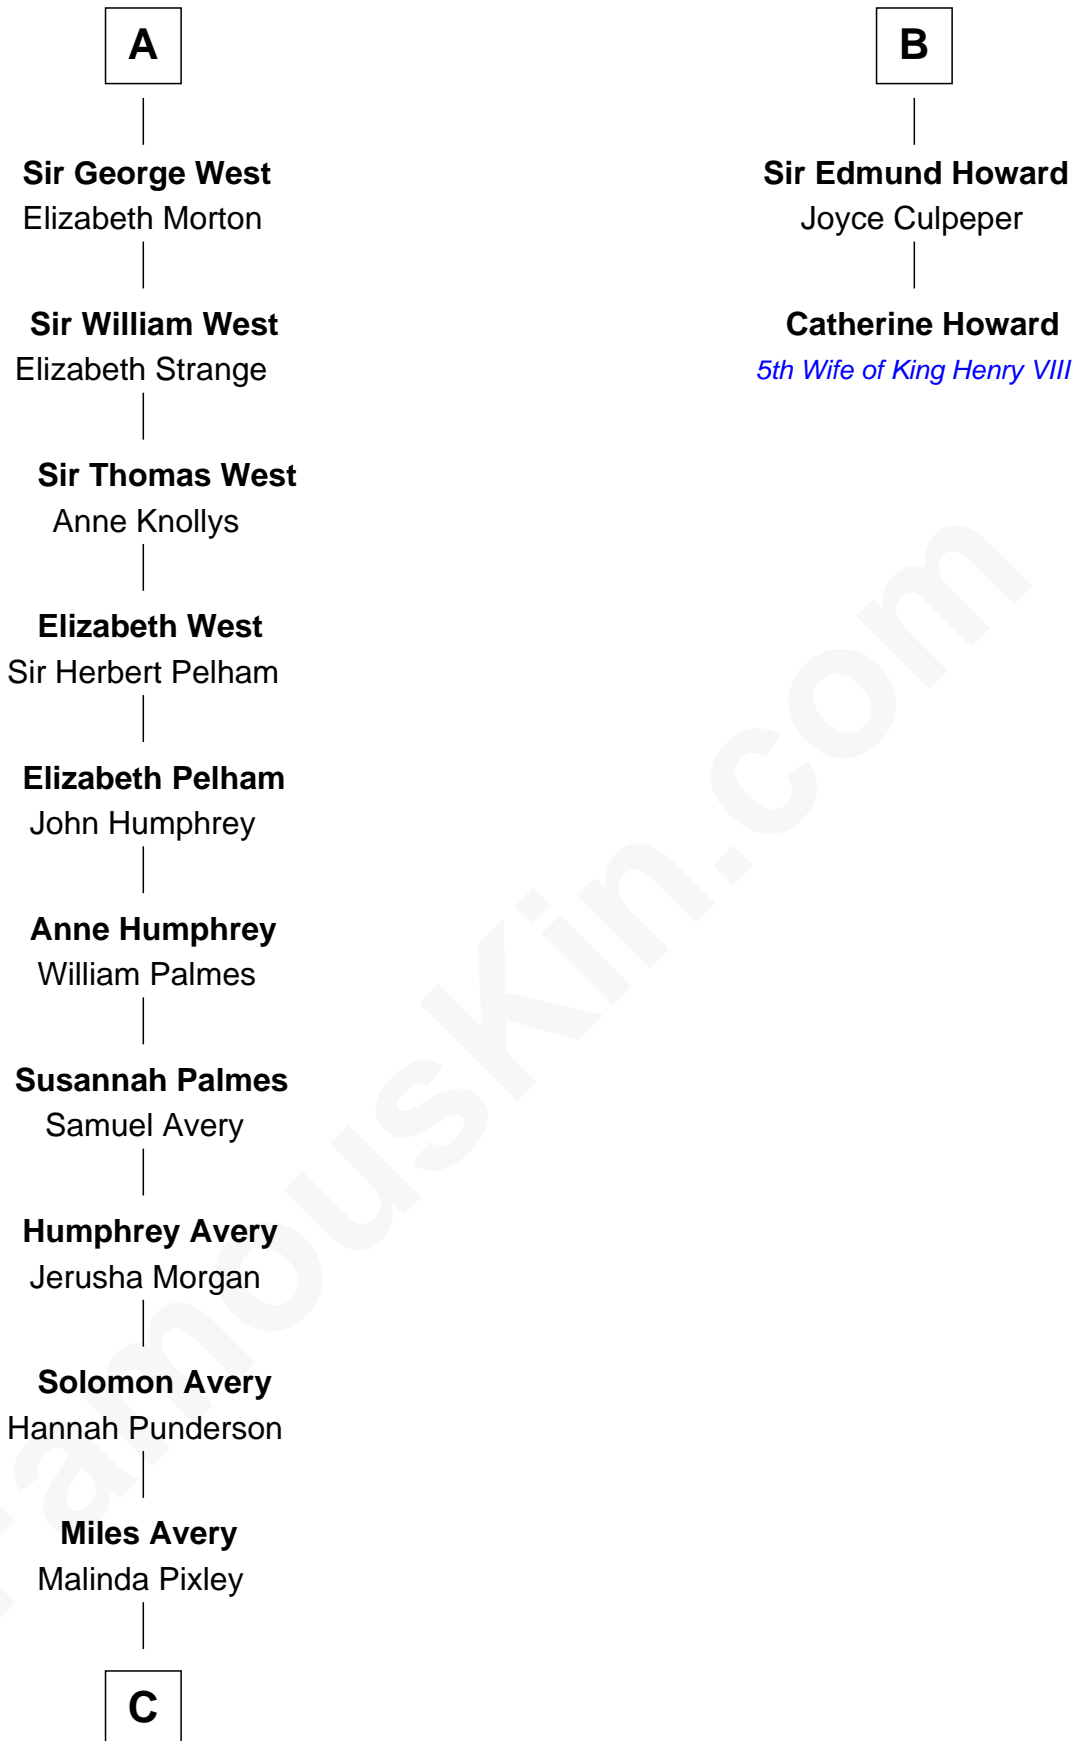 A
Sir George West
Elizabeth Morton
Sir William West
Elizabeth Strange
Sir Thomas West
Anne Knollys
Elizabeth West
Sir Herbert Pelham
Elizabeth Pelham
John Humphrey
Anne Humphrey
William Palmes
Susannah Palmes
Samuel Avery
Humphrey Avery
Jerusha Morgan
Solomon Avery
Hannah Punderson
Miles Avery
Malinda Pixley
C
B
Sir Edmund Howard
Joyce Culpeper
Catherine Howard
5th Wife of King Henry VIII
FamousKin.com